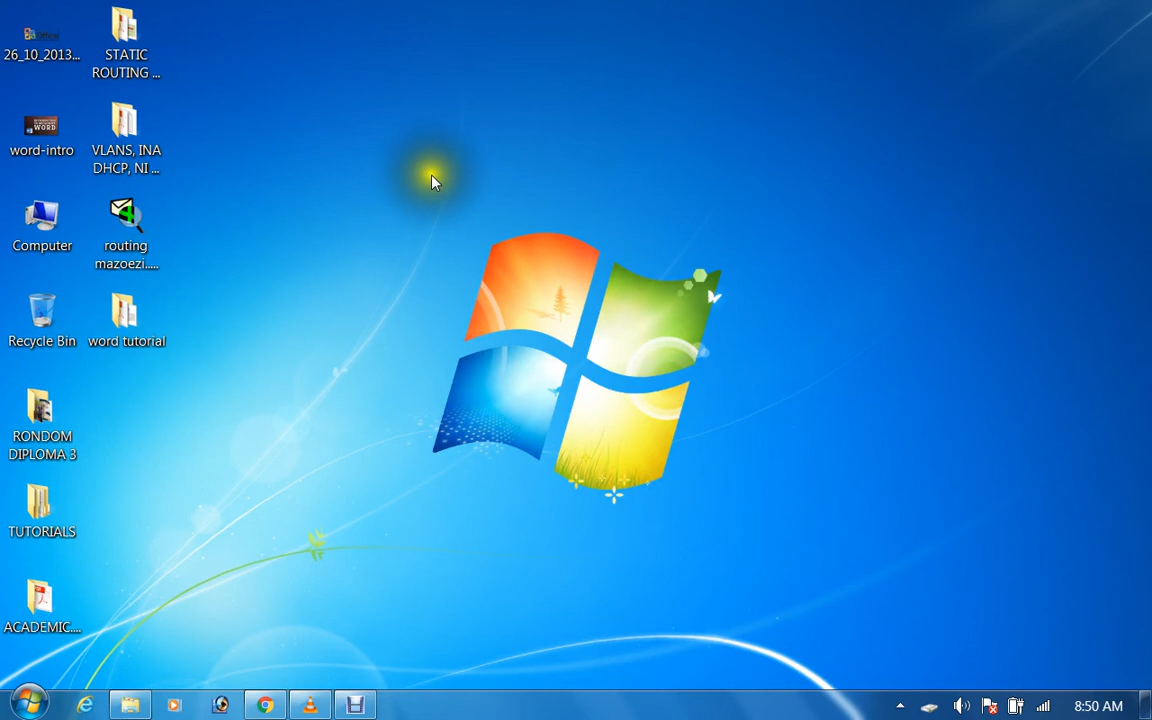 26_10_2013...
word-intro
Computer
Recycle Bin
RONDOM
DIPLOMA 3
TUTORIALS
ACADEMIC....
STATIC
ROUTING ...
VLANS, INA
DHCP, NI ...
routing
mazoezi.....
word tutorial
WORD
8:50 AM